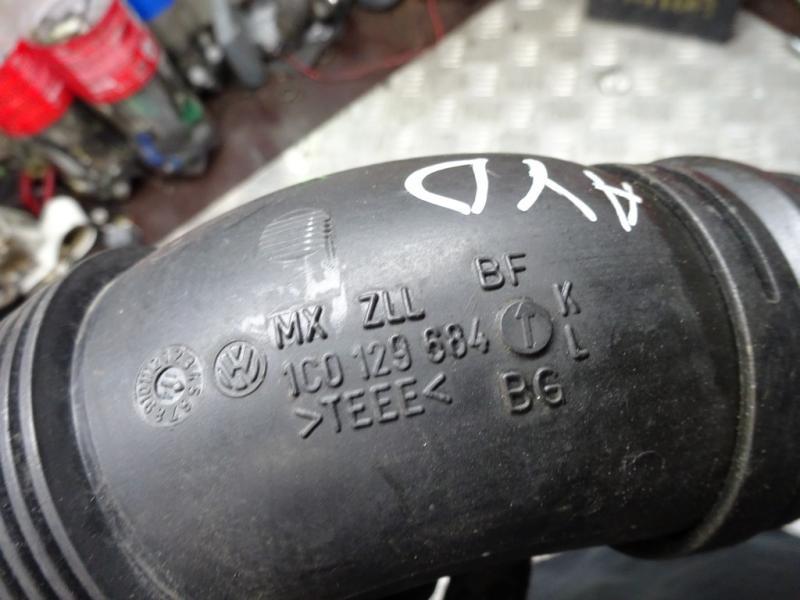 AYD
BF
MX ZLL
K
1C0 129 684
L
>TEEE<
BG